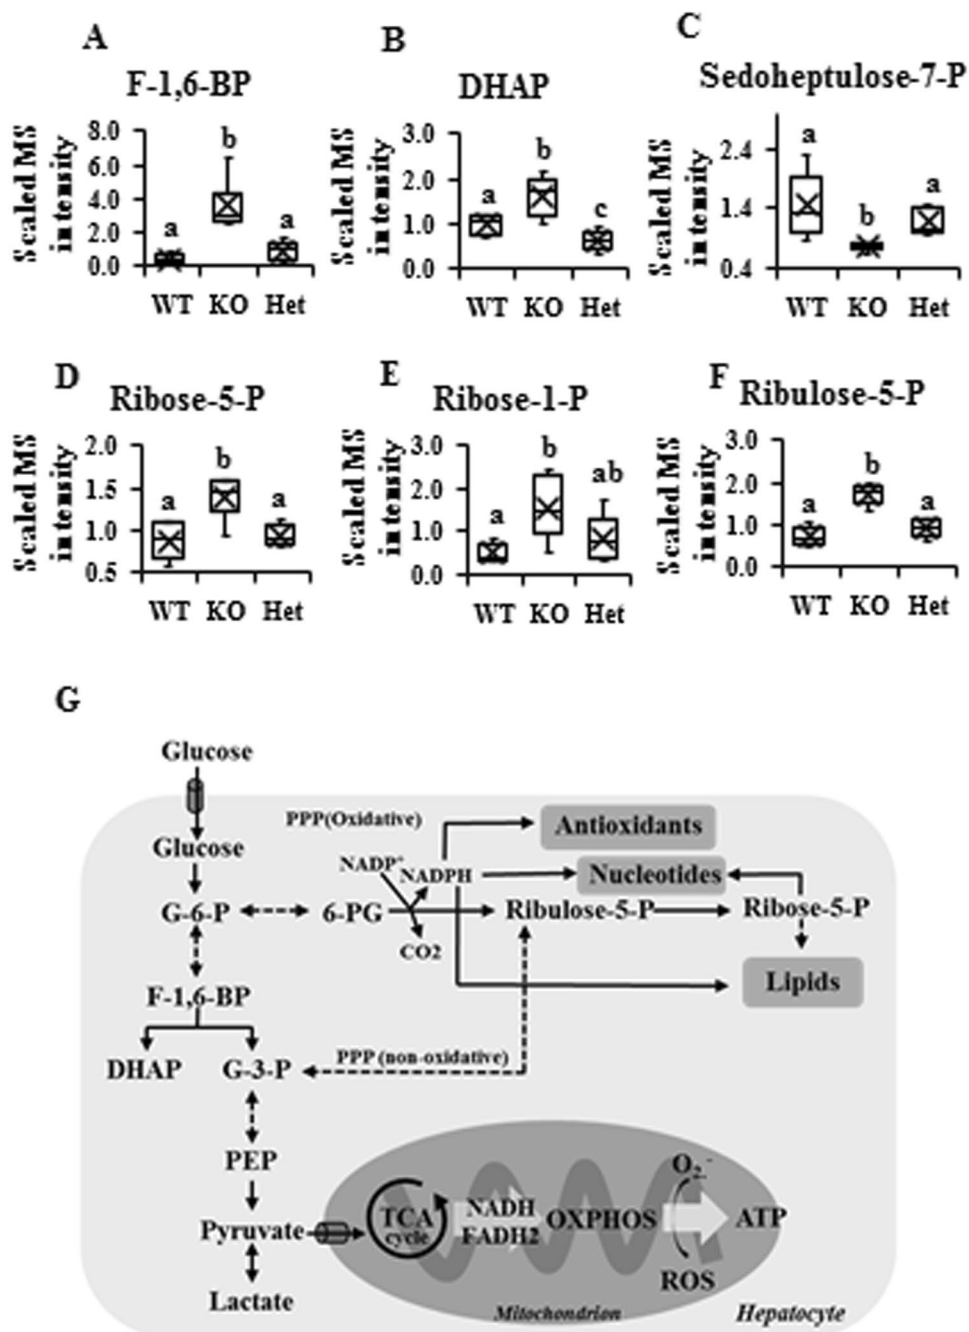 A
F-1,6-BP
Scaled MS
intensity
8.0
6.0
4.0
2.0
0.0
a
b
a
WT KO Het
B
DHAP
Scaled MS
intensity
3.0
2.0
1.0
0.0
a
b
c
WT KO Het
C
Sedoheptulose-7-P
Scaled MS
intensity
2.4
1.4
0.4
a
b
a
WT KO Het
D
Ribose-5-P
Scaled MS
intensity
2.0
1.5
1.0
0.5
a
b
a
WT KO Het
E
Ribose-1-P
Scaled MS
intensity
3.0
2.0
1.0
0.0
a
b
ab
WT KO Het
F
Ribulose-5-P
Scaled MS
intensity
3.0
2.0
1.0
0.0
a
b
a
WT KO Het
G
Glucose
PPP(Oxidative)
Antioxidants
Glucose
NADP⁺
NADPH
Nucleotides
G-6-P
6-PG
Ribulose-5-P
Ribose-5-P
CO2
Lipids
F-1,6-BP
DHAP
G-3-P
PPP (non-oxidative)
PEP
Pyruvate
TCA
cycle
NADH
FADH2
OXPHOS
O₂⁻
ATP
ROS
Lactate
Mitochondrion
Hepatocyte